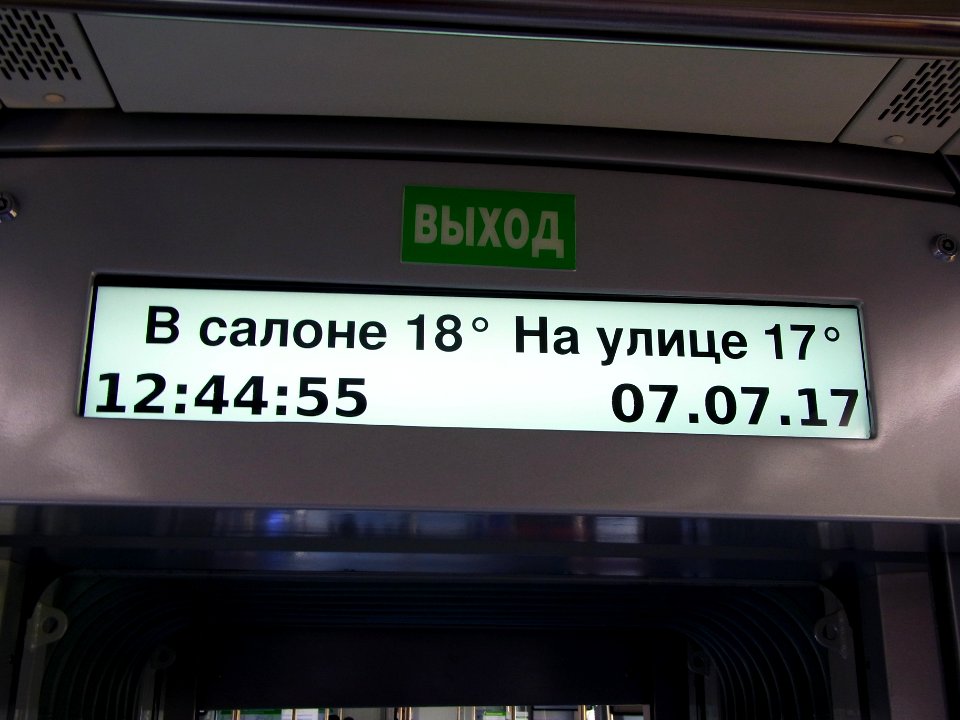 ВЫХОД
В салоне 18° На улице 17°
12:44:55 07.07.17